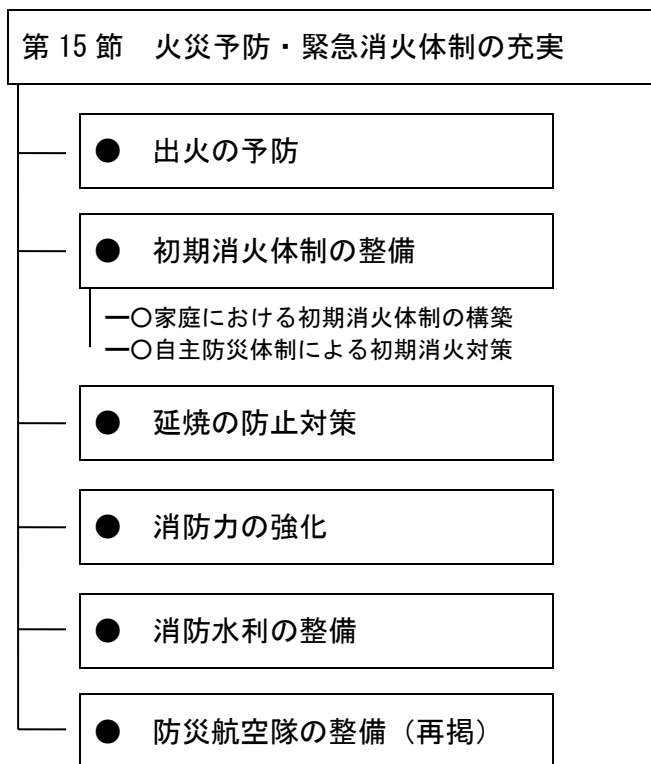 第 15 節　火災予防・緊急消火体制の充実
●　出火の予防
●　初期消火体制の整備
○家庭における初期消火体制の構築
○自主防災体制による初期消火対策
●　延焼の防止対策
●　消防力の強化
●　消防水利の整備
●　防災航空隊の整備（再掲）